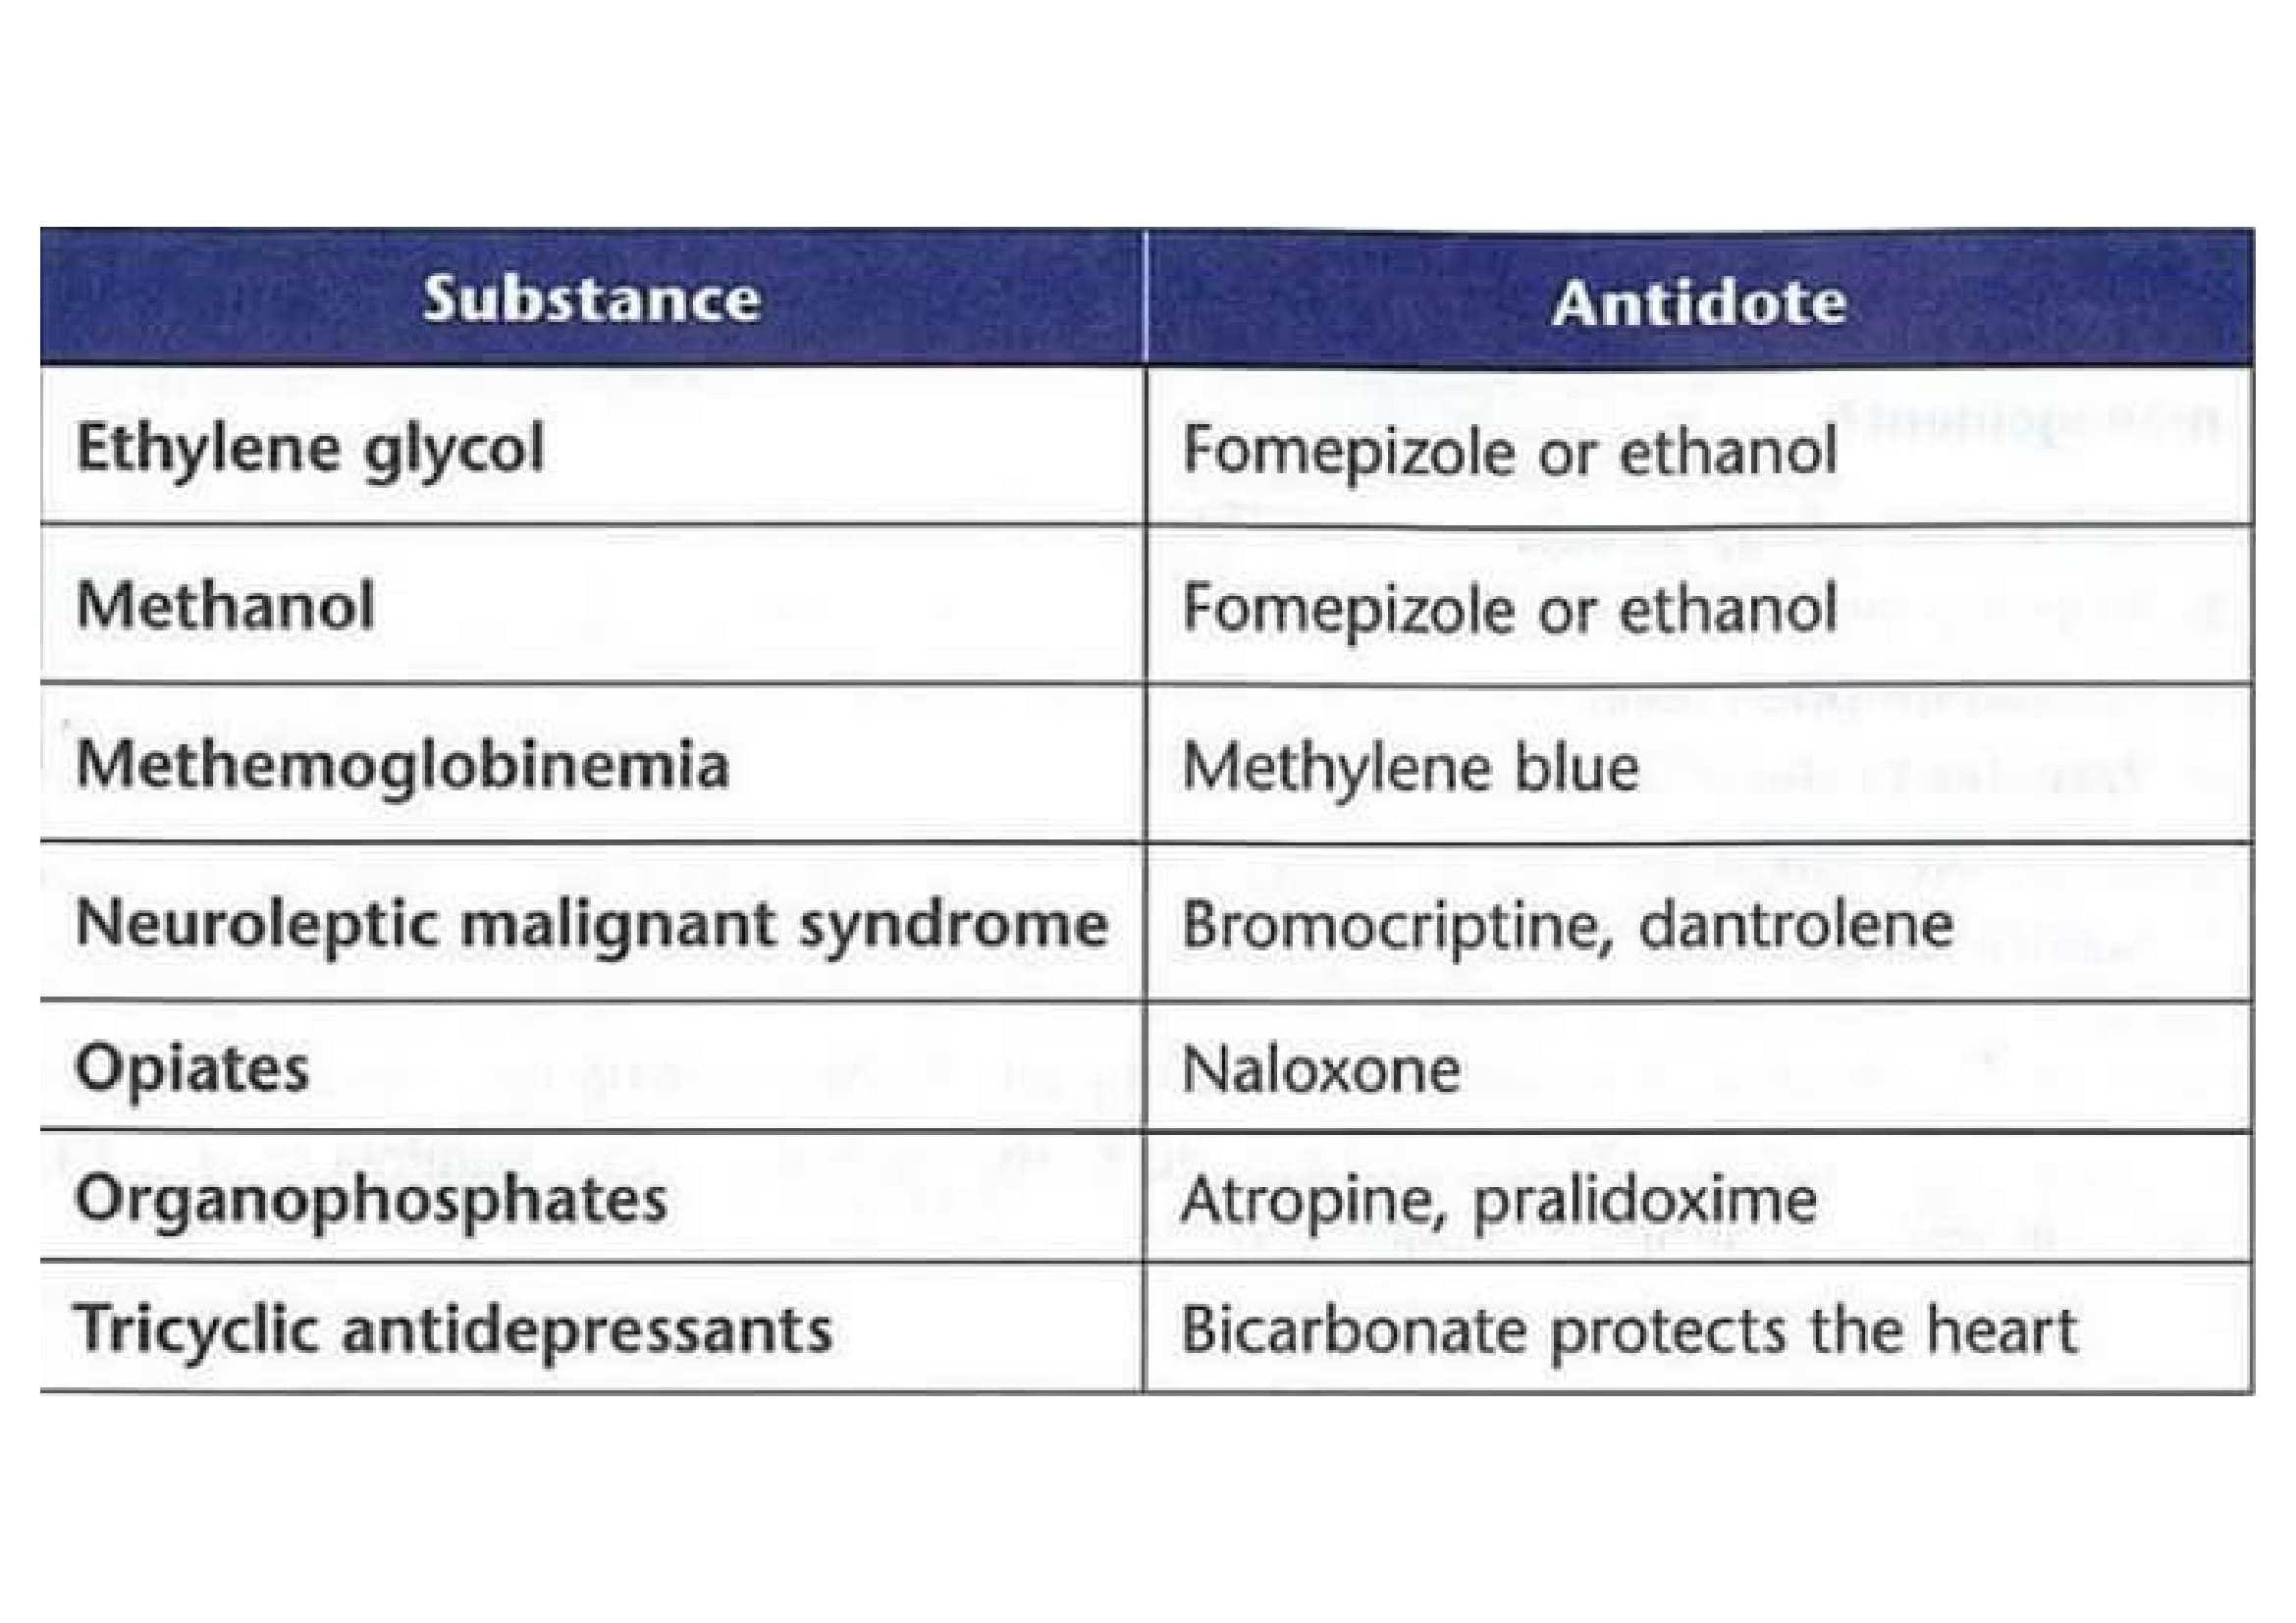 Substance Antidote
Ethylene glycol Fomepizole or ethanol
Methanol Fomepizole or ethanol
Methemoglobinemia Methylene blue
Neuroleptic malignant syndrome Bromocriptine, dantrolene
Opiates Naloxone
Organophosphates Atropine, pralidoxime
Tricyclic antidepressants Bicarbonate protects the heart